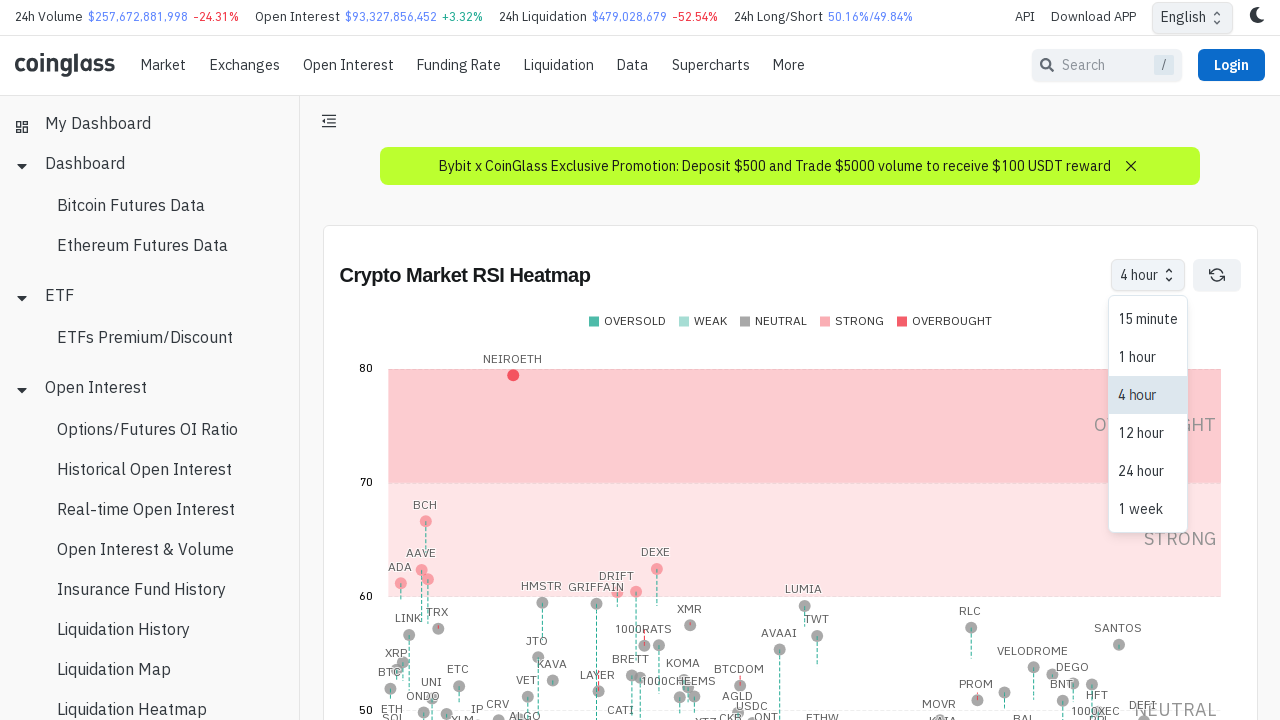 24h Volume $257,672,881,998 -24.31% Open Interest $93,327,856,452 +3.32% 24h Liquidation $479,028,679 -52.54% 24h Long/Short 50.16%/49.84% API Download APP English
coinglass Market Exchanges Open Interest Funding Rate Liquidation Data Supercharts More Search / Login
My Dashboard
Dashboard
Bitcoin Futures Data
Ethereum Futures Data
ETF
ETFs Premium/Discount
Open Interest
Options/Futures OI Ratio
Historical Open Interest
Real-time Open Interest
Open Interest & Volume
Insurance Fund History
Liquidation History
Liquidation Map
Liquidation Heatmap
Bybit x CoinGlass Exclusive Promotion: Deposit $500 and Trade $5000 volume to receive $100 USDT reward
Crypto Market RSI Heatmap
4 hour
15 minute
1 hour
4 hour
12 hour
24 hour
1 week
OVERSOLD WEAK NEUTRAL STRONG OVERBOUGHT
NEIROETH
80
70
BCH
STRONG
AAVE
DEXE
ADA
DRIFT
HMSTR GRIFFAIN
LUMIA
60
XMR
TRX
RLC
LINK
TWT
1000RATS
SANTOS
AVAAI
JTO
VELODROME
XRP
BRETT
KAVA
KOMA
DEGO
ETC
BTCDOM
BTC
LAYER
VET
1000CHEEMS
UNI
PROM
BNT
ONDO
AGLD
HFT
CRV
MOVR
USDC
DEFI
ETH
IP
CATI
1000XEC
50
NEUTRAL
ALGO
ONT
ETHW